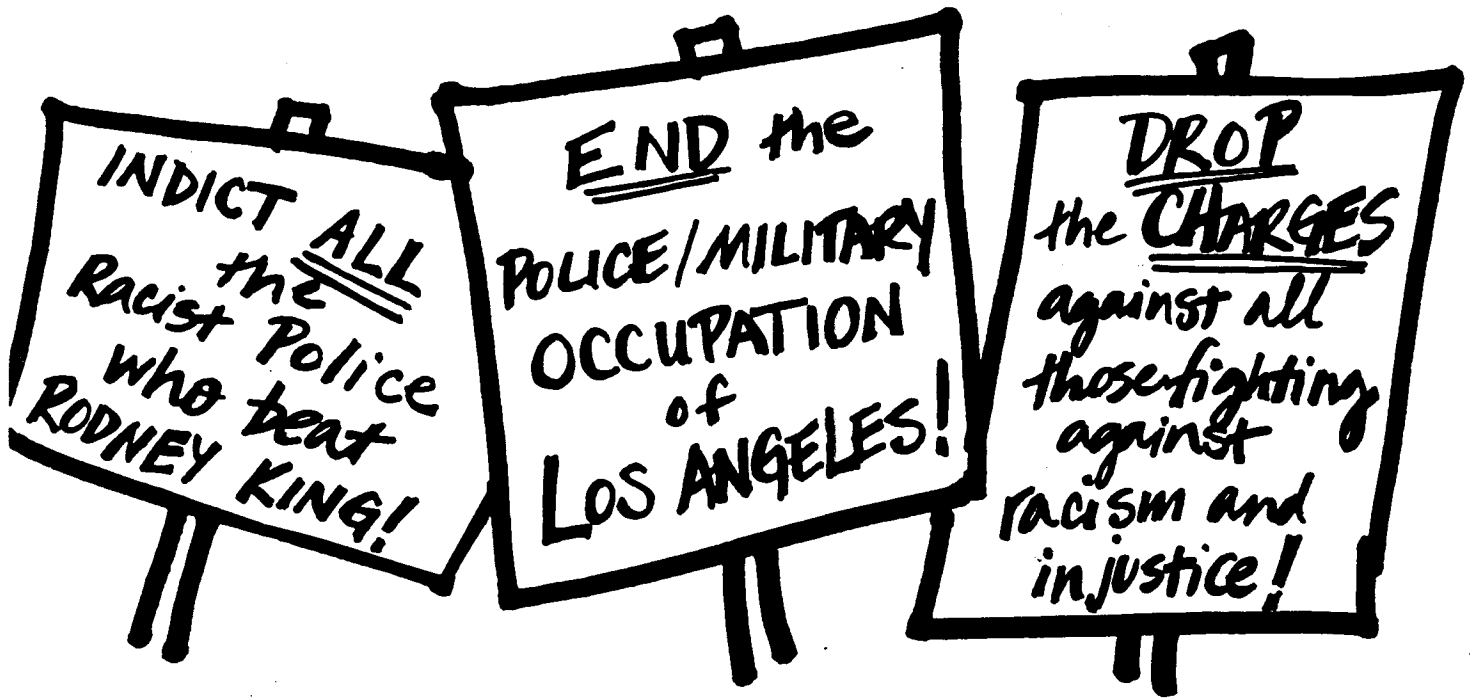 INDICT ALL
the
Racist Police
who beat
RODNEY KING!
END the
POLICE/MILITARY
OCCUPATION
of
LOS ANGELES!
DROP
the CHARGES
against all
those fighting
against
racism and
injustice!